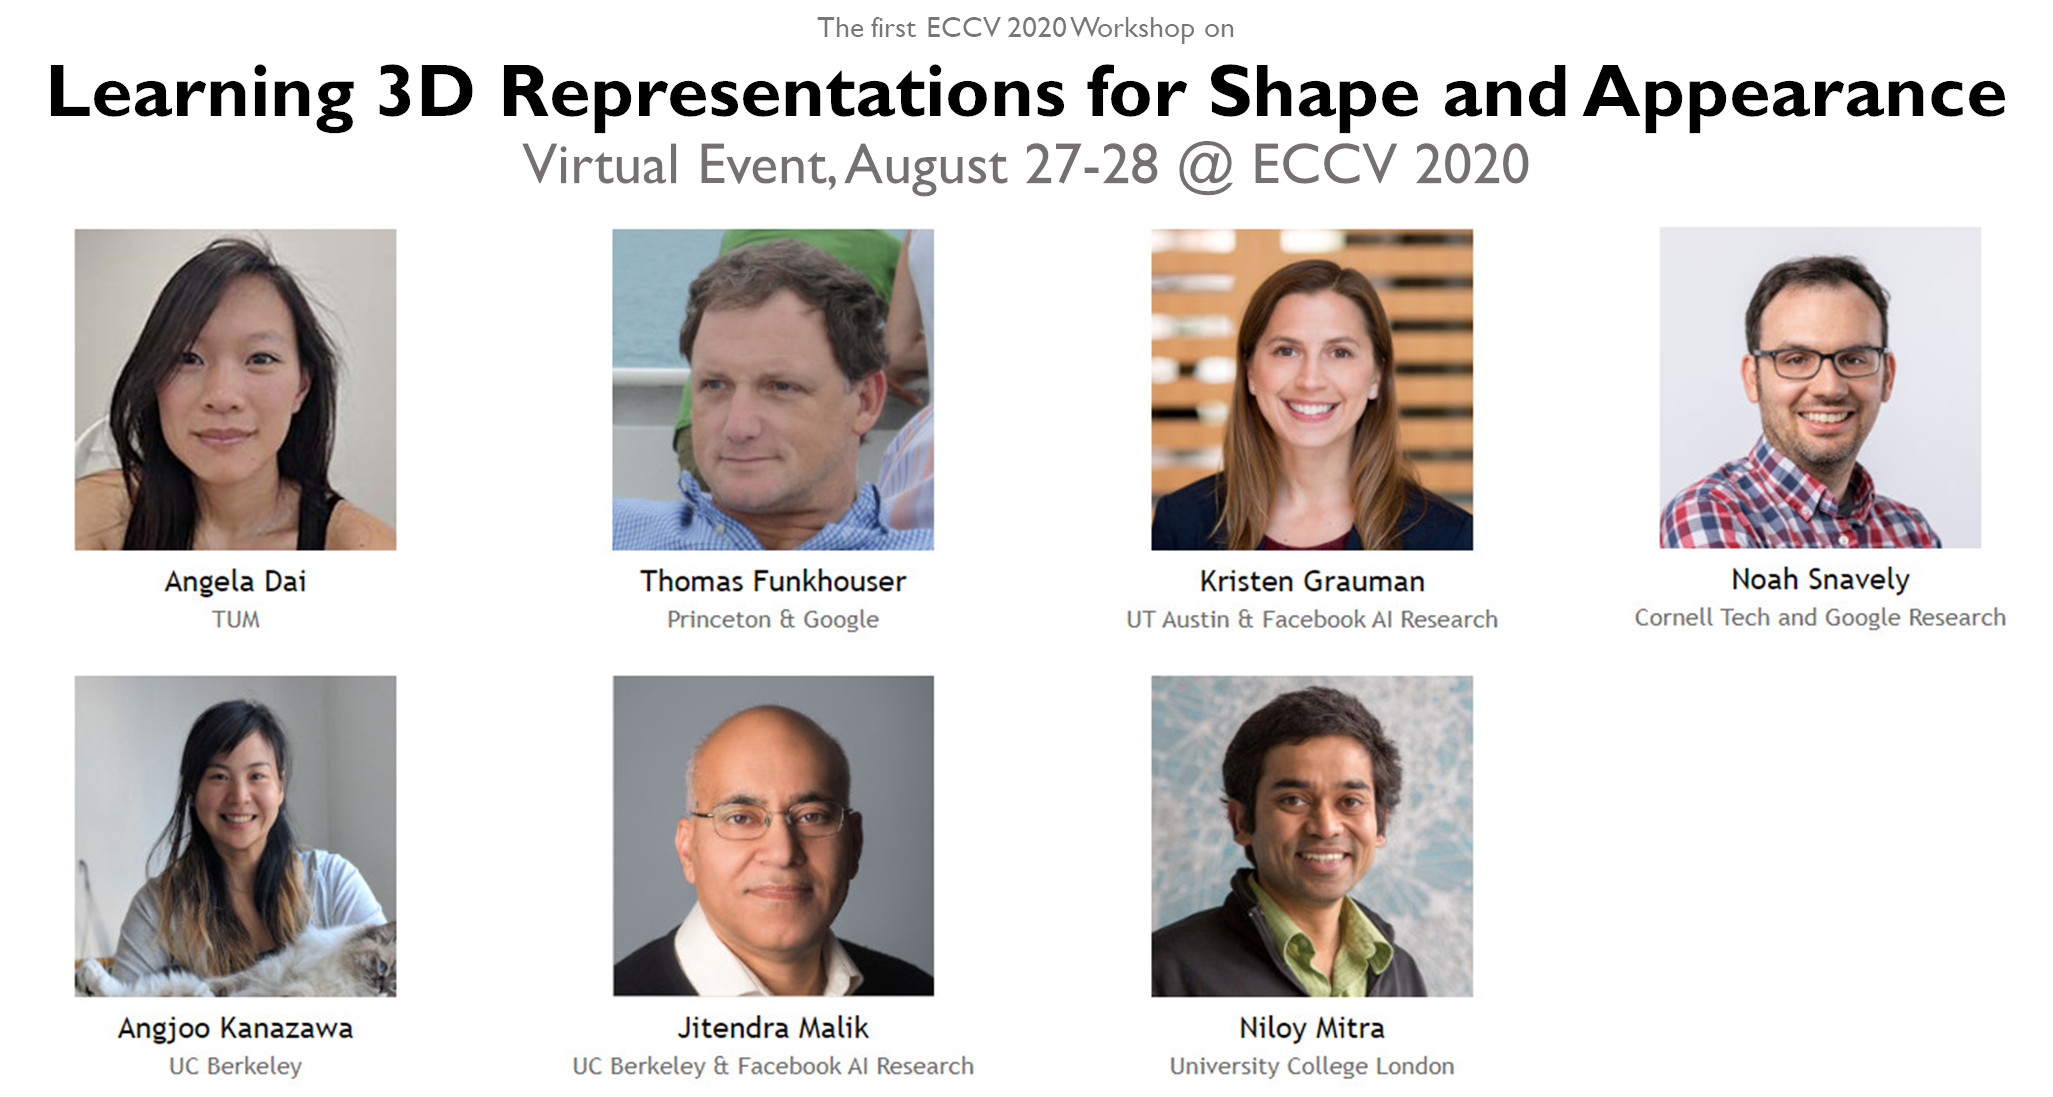 The first ECCV 2020 Workshop on
Learning 3D Representations for Shape and Appearance
Virtual Event, August 27-28 @ ECCV 2020
Angela Dai
TUM
Thomas Funkhouser
Princeton & Google
Kristen Grauman
UT Austin & Facebook AI Research
Noah Snavely
Cornell Tech and Google Research
Angjoo Kanazawa
UC Berkeley
Jitendra Malik
UC Berkeley & Facebook AI Research
Niloy Mitra
University College London